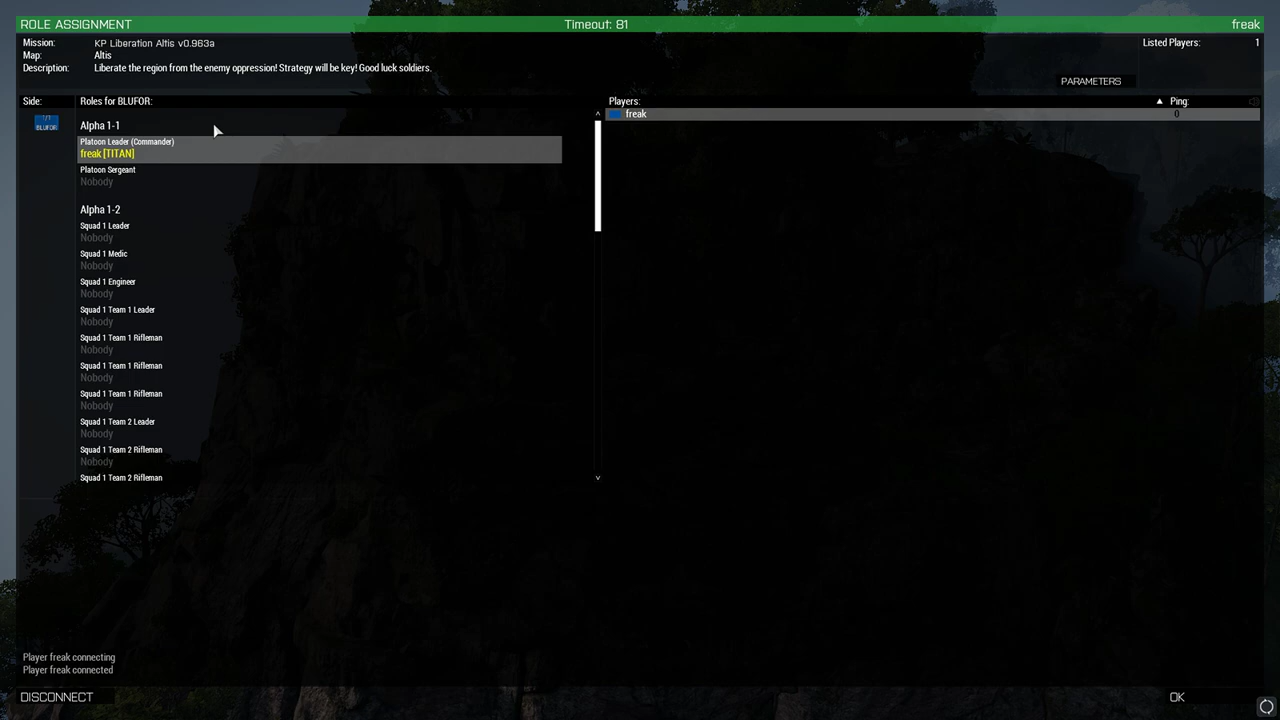 ROLE ASSIGNMENT
Timeout: 81
freak
Mission: KP Liberation Altis v0.963a
Map: Altis
Description: Liberate the region from the enemy oppression! Strategy will be key! Good luck soldiers.
Listed Players: 1
PARAMETERS
Side:
Roles for BLUFOR:
Players:
Ping:
1/1
BLUFOR
freak
0
Alpha 1-1
Platoon Leader (Commander)
freak [TITAN]
Platoon Sergeant
Nobody
Alpha 1-2
Squad 1 Leader
Nobody
Squad 1 Medic
Nobody
Squad 1 Engineer
Nobody
Squad 1 Team 1 Leader
Nobody
Squad 1 Team 1 Rifleman
Nobody
Squad 1 Team 1 Rifleman
Nobody
Squad 1 Team 1 Rifleman
Nobody
Squad 1 Team 2 Leader
Nobody
Squad 1 Team 2 Rifleman
Nobody
Squad 1 Team 2 Rifleman
Player freak connecting
Player freak connected
DISCONNECT
OK